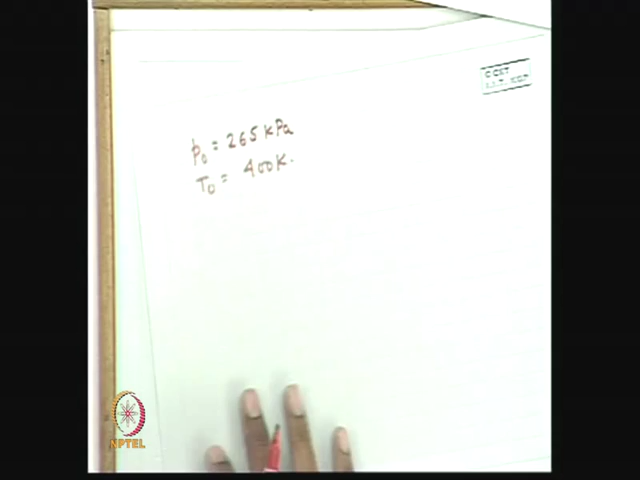 p₀ = 265 kPa
T₀ = 400K.
NPTEL